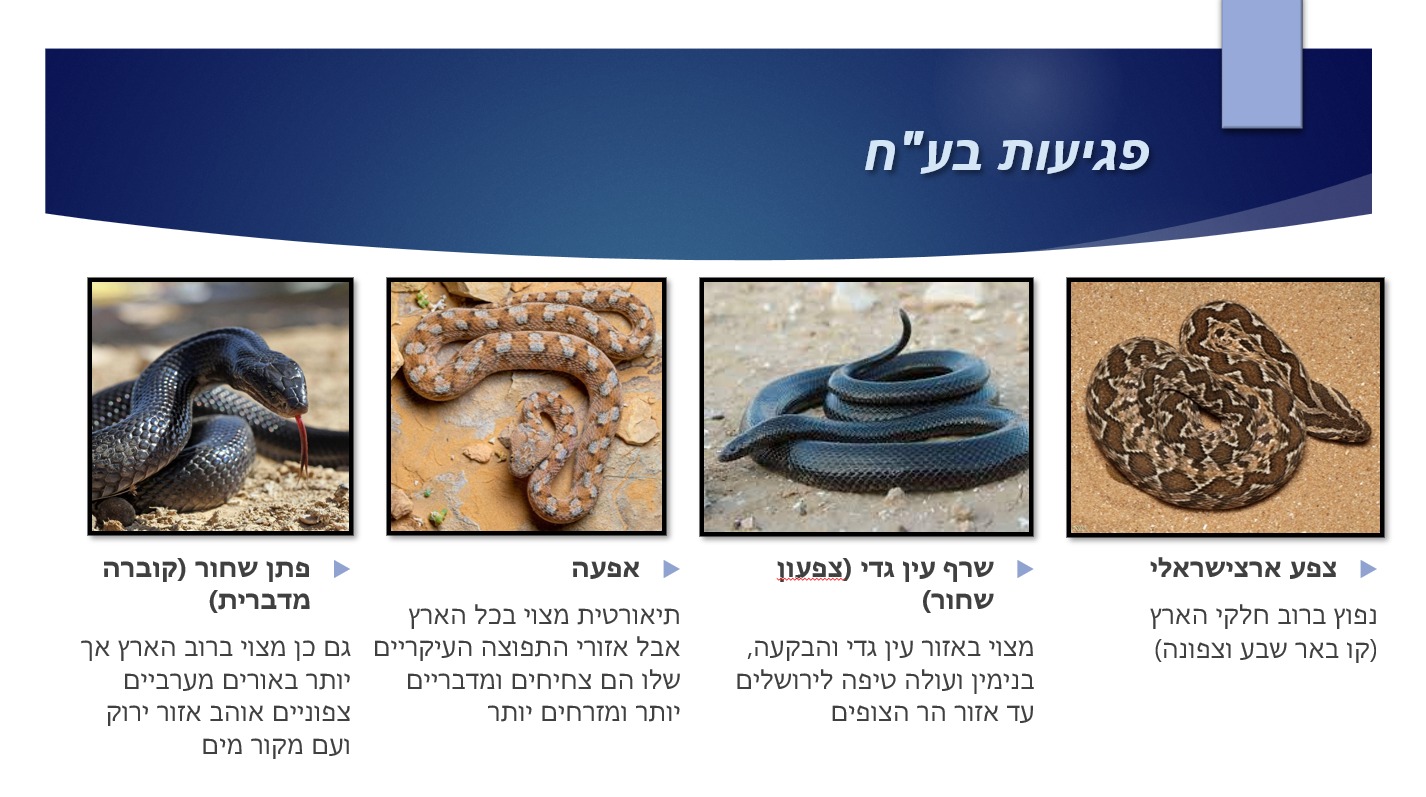 פגיעות בע"ח
צפע ארצישראלי
נפוץ ברוב חלקי הארץ
(קו באר שבע וצפונה)
שרף עין גדי (צפעון
שחור)
מצוי באזור עין גדי והבקעה,
בנימין ועולה טיפה לירושלים
עד אזור הר הצופים
אפעה
תיאורטית מצוי בכל הארץ
אבל אזורי התפוצה העיקריים
שלו הם צחיחים ומדבריים
יותר ומזרחים יותר
פתן שחור (קוברה
מדברית)
גם כן מצוי ברוב הארץ אך
יותר באורים מערביים
צפוניים אוהב אזור ירוק
ועם מקור מים